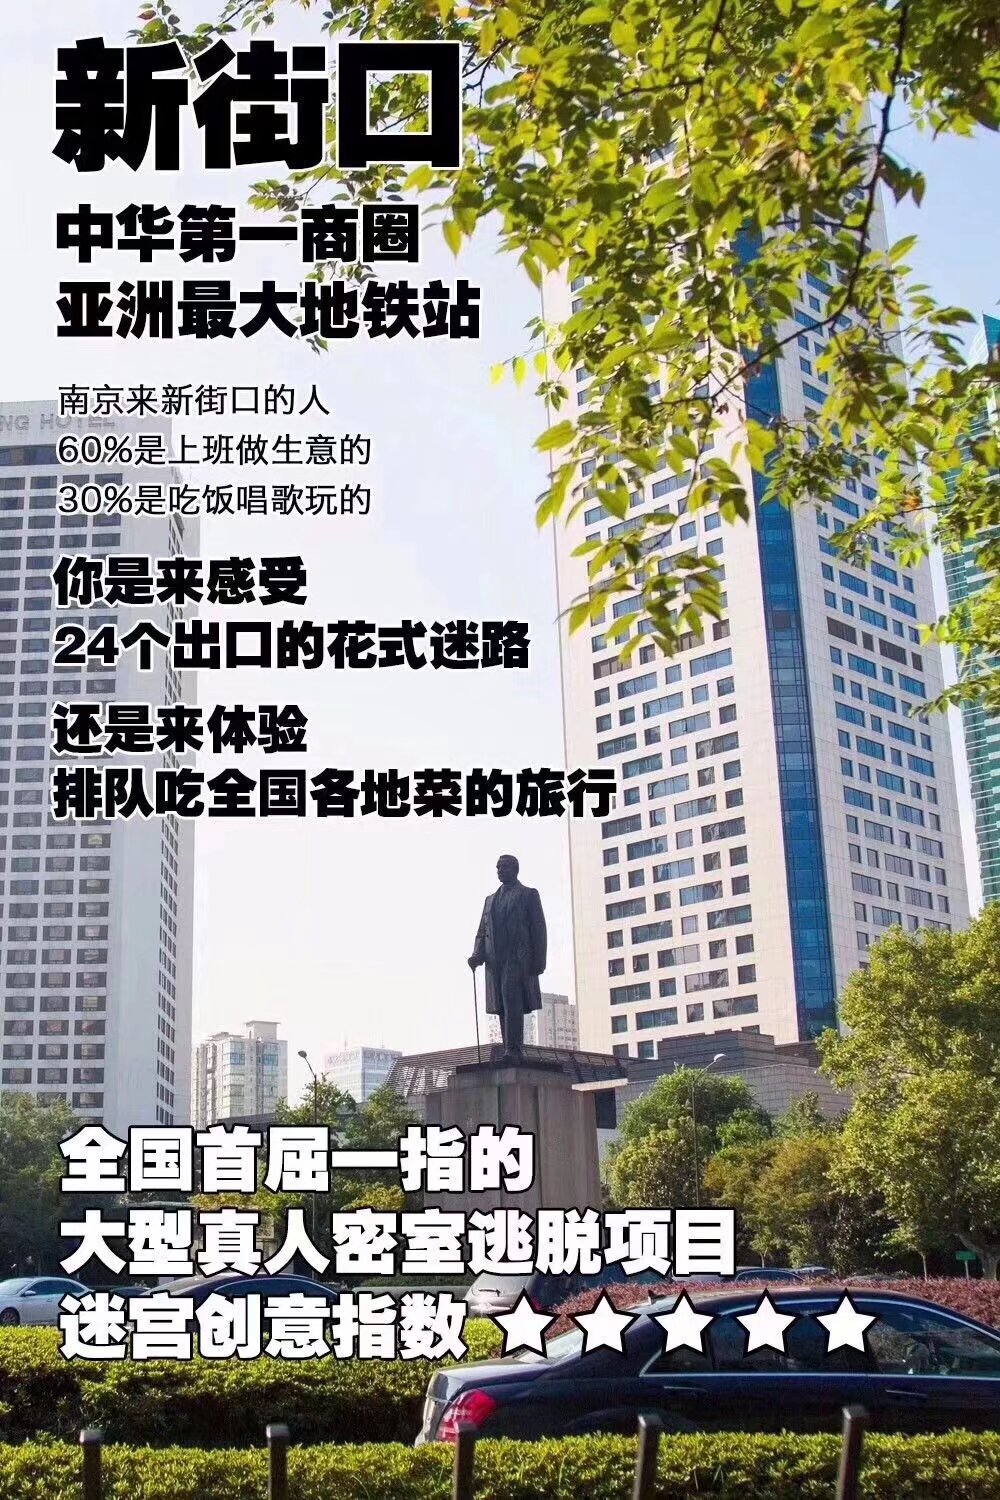 新街口
中华第一商圈
亚洲最大地铁站
NG HOTEL
南京来新街口的人
60%是上班做生意的
30%是吃饭唱歌玩的
你是来感受
24个出口的花式迷路
还是来体验
排队吃全国各地菜的旅行
全国首屈一指的
大型真人密室逃脱项目
迷宫创意指数 ★★★★★